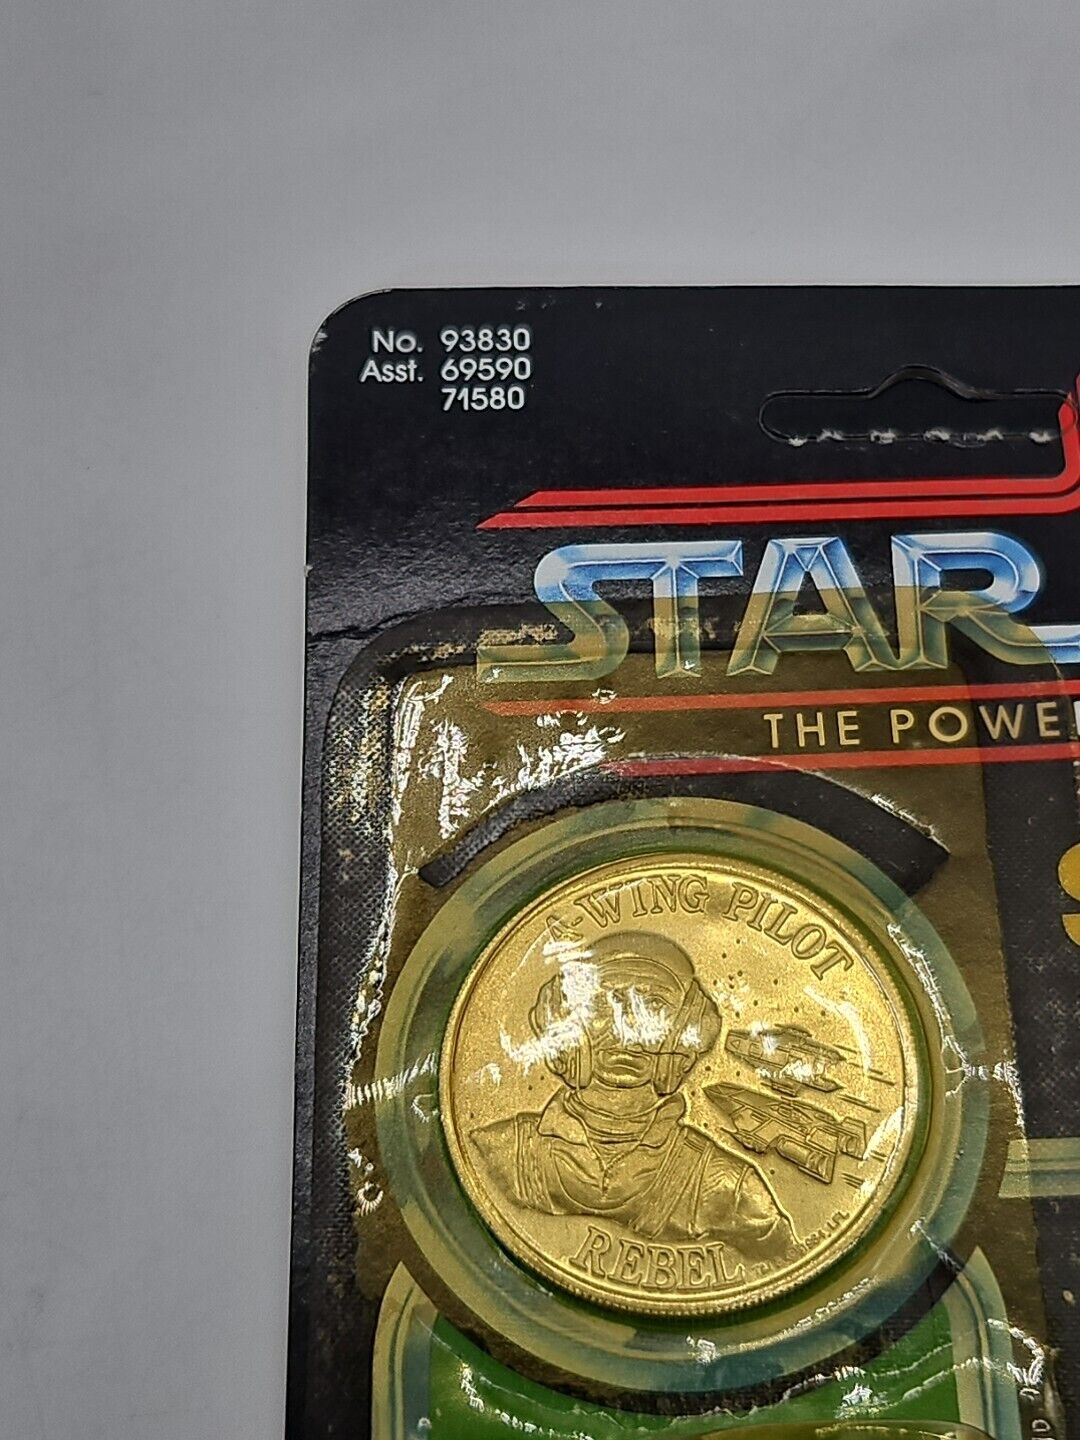 No. 93830
Asst. 69590
71580
STAR
THE POWE
A-WING PILOT
REBEL